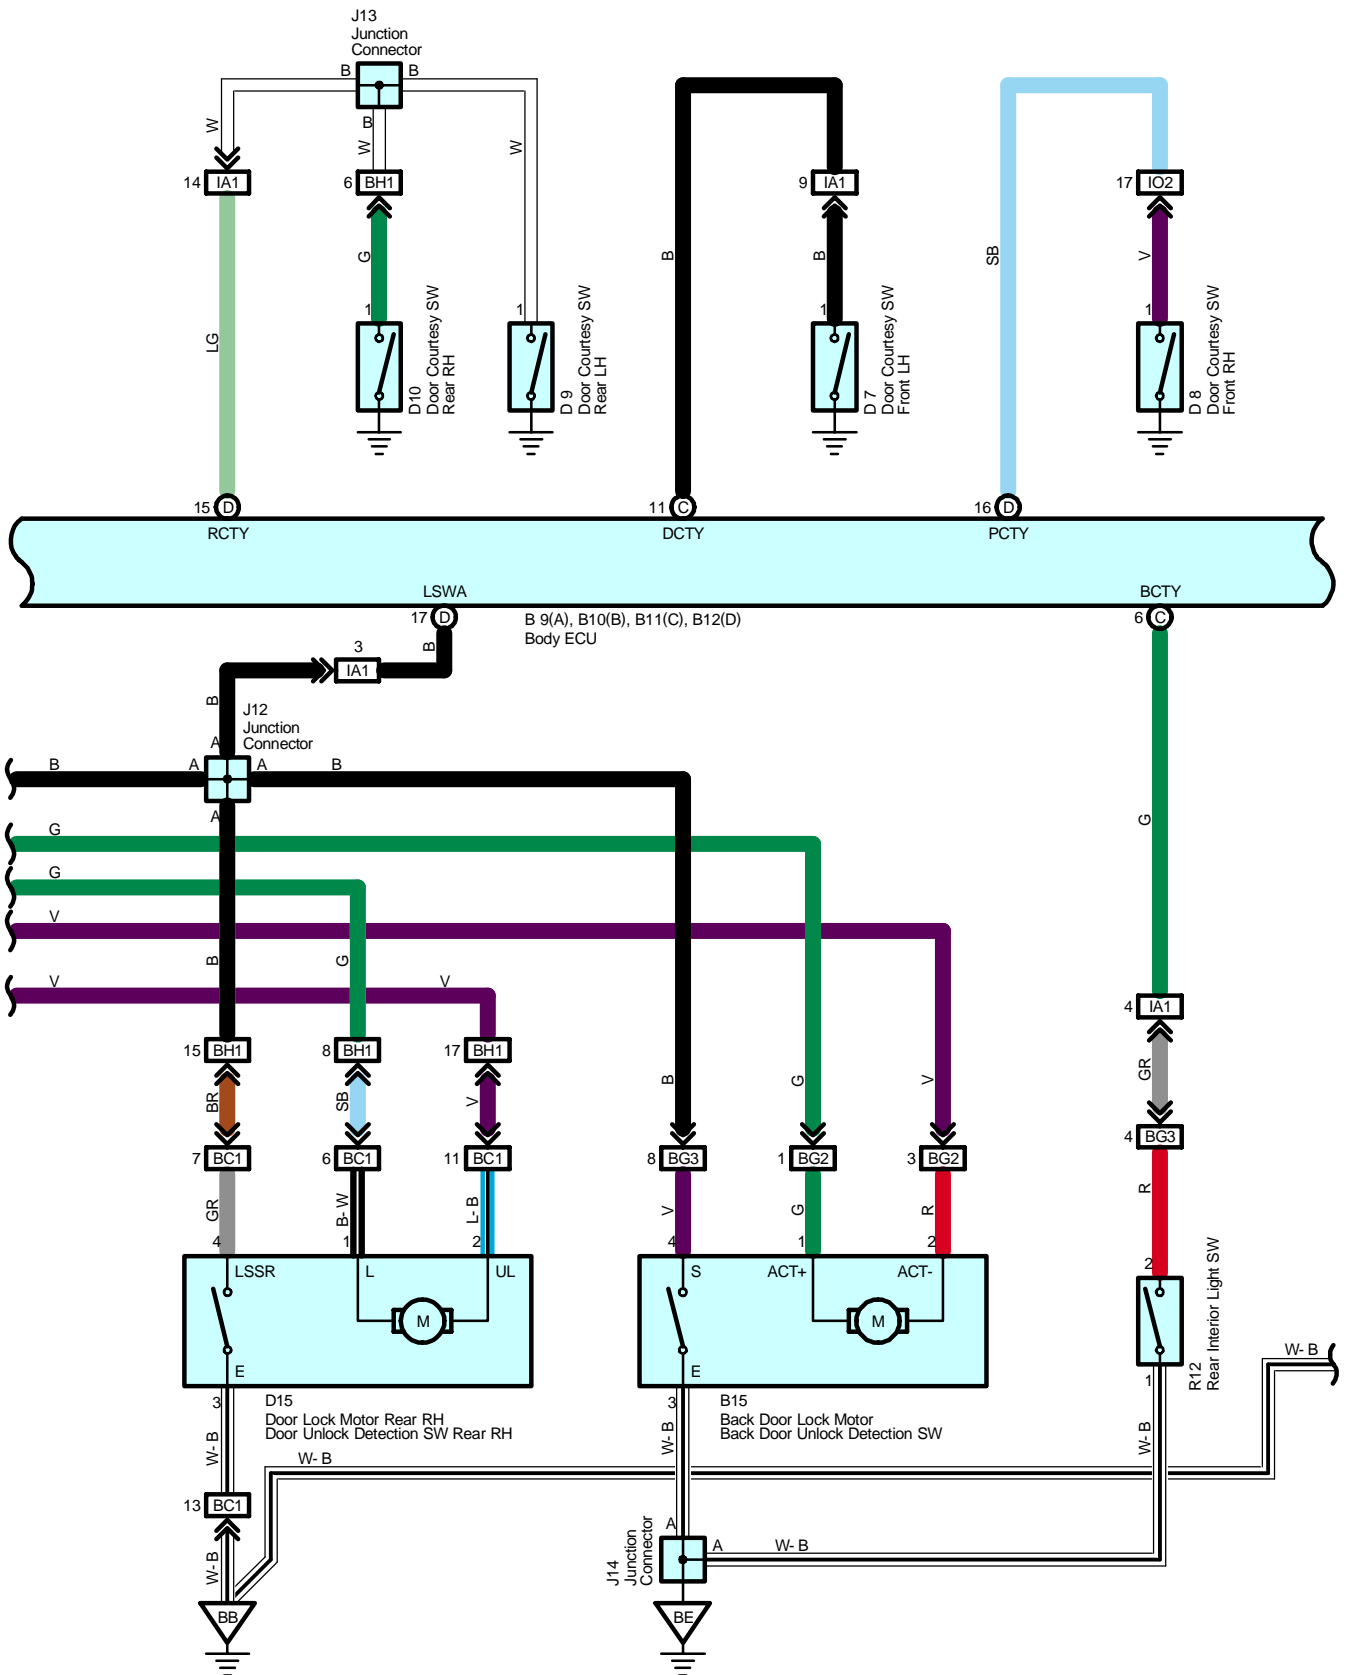 J13
Junction
Connector
B
B
B
W
W
W
14
IA1
6
BH1
9
IA1
17
IO2
G
B
B
SB
V
1
1
1
1
LG
D10
Door Courtesy SW
Rear RH
D 9
Door Courtesy SW
Rear LH
D 7
Door Courtesy SW
Front LH
D 8
Door Courtesy SW
Front RH
15
D
11
C
16
D
RCTY
DCTY
PCTY
LSWA
BCTY
17
D
6
C
B 9(A), B10(B), B11(C), B12(D)
Body ECU
B
3
IA1
B
J12
Junction
Connector
A
B
A
A
B
A
G
G
G
V
B
G
V
V
4
IA1
15
BH1
8
BH1
17
BH1
GR
BR
SB
V
B
G
V
4
BG3
7
BC1
6
BC1
11
BC1
8
BG3
1
BG2
3
BG2
GR
B- W
L- B
V
G
R
R
4
1
2
4
1
2
2
LSSR
L
UL
S
ACT+
ACT-
M
M
E
E
R12
Rear Interior Light SW
W- B
1
3
D15
Door Lock Motor Rear RH
Door Unlock Detection SW Rear RH
3
B15
Back Door Lock Motor
Back Door Unlock Detection SW
W- B
W- B
W- B
W- B
13
BC1
A
A
W- B
J14
Junction
Connector
W- B
BB
BE